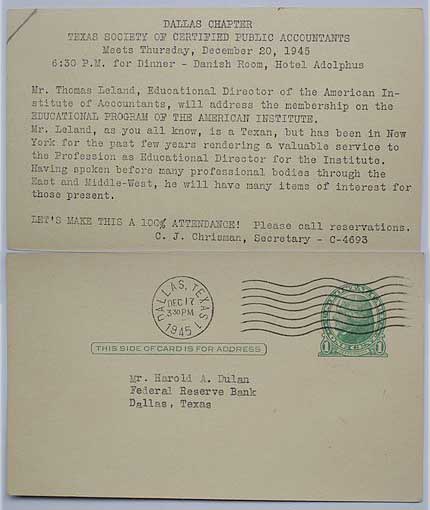 DALLAS CHAPTER
TEXAS SOCIETY OF CERTIFIED PUBLIC ACCOUNTANTS
Meets Thursday, December 20, 1945
6:30 P.M. for Dinner - Danish Room, Hotel Adolphus
Mr. Thomas Leland, Educational Director of the American In-
stitute of Accountants, will address the membership on the
EDUCATIONAL PROGRAM OF THE AMERICAN INSTITUTE.
Mr. Leland, as you all know, is a Texan, but has been in New
York for the past few years rendering a valuable service to
the Profession as Educational Director for the Institute.
Having spoken before many professional bodies through the
East and Middle-West, he will have many items of interest for
those present.
LET'S MAKE THIS A 100% ATTENDANCE! Please call reservations.
C. J. Chrisman, Secretary - C-4693
DALLAS, TEXAS 1
DEC 17
3 30 PM
1945
THIS SIDE OF CARD IS FOR ADDRESS
1 1
Mr. Harold A. Dulan
Federal Reserve Bank
Dallas, Texas